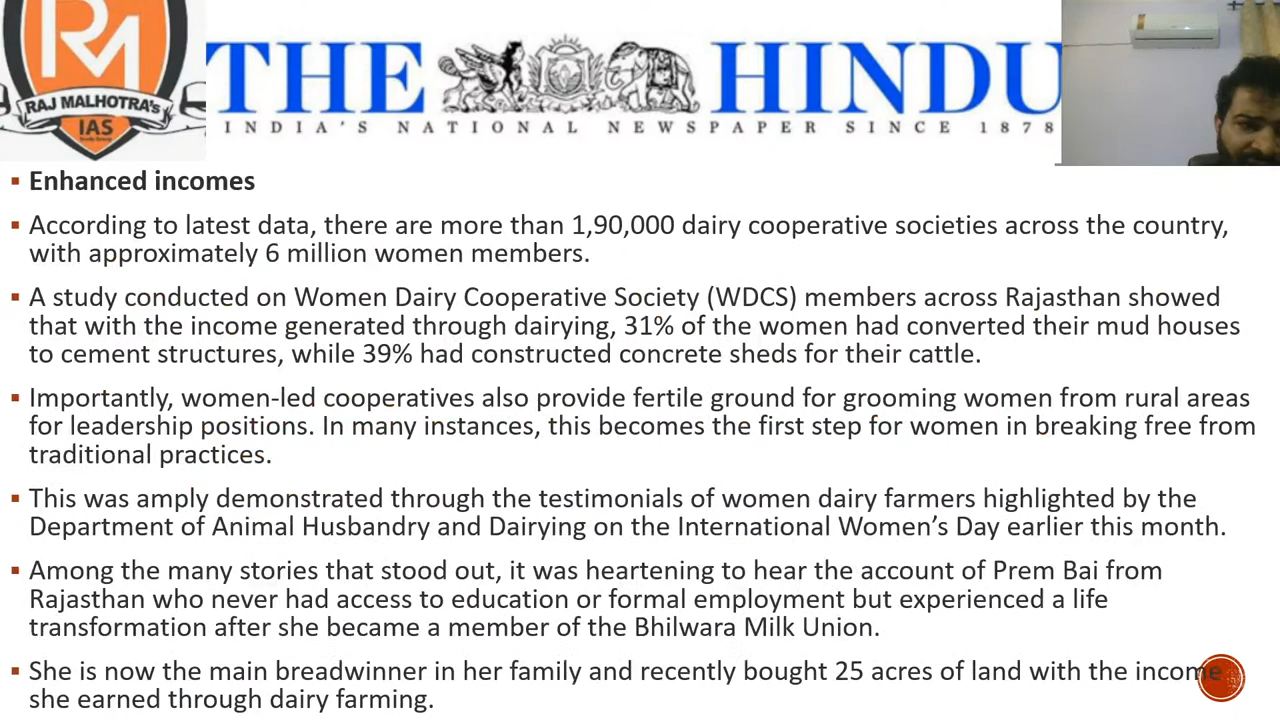 RM
RAJ MALHOTRA's
IAS
Study Group
THE HINDU
INDIA'S NATIONAL NEWSPAPER SINCE 1878
▪ Enhanced incomes
▪ According to latest data, there are more than 1,90,000 dairy cooperative societies across the country,
with approximately 6 million women members.
▪ A study conducted on Women Dairy Cooperative Society (WDCS) members across Rajasthan showed
that with the income generated through dairying, 31% of the women had converted their mud houses
to cement structures, while 39% had constructed concrete sheds for their cattle.
▪ Importantly, women-led cooperatives also provide fertile ground for grooming women from rural areas
for leadership positions. In many instances, this becomes the first step for women in breaking free from
traditional practices.
▪ This was amply demonstrated through the testimonials of women dairy farmers highlighted by the
Department of Animal Husbandry and Dairying on the International Women’s Day earlier this month.
▪ Among the many stories that stood out, it was heartening to hear the account of Prem Bai from
Rajasthan who never had access to education or formal employment but experienced a life
transformation after she became a member of the Bhilwara Milk Union.
▪ She is now the main breadwinner in her family and recently bought 25 acres of land with the income
she earned through dairy farming.